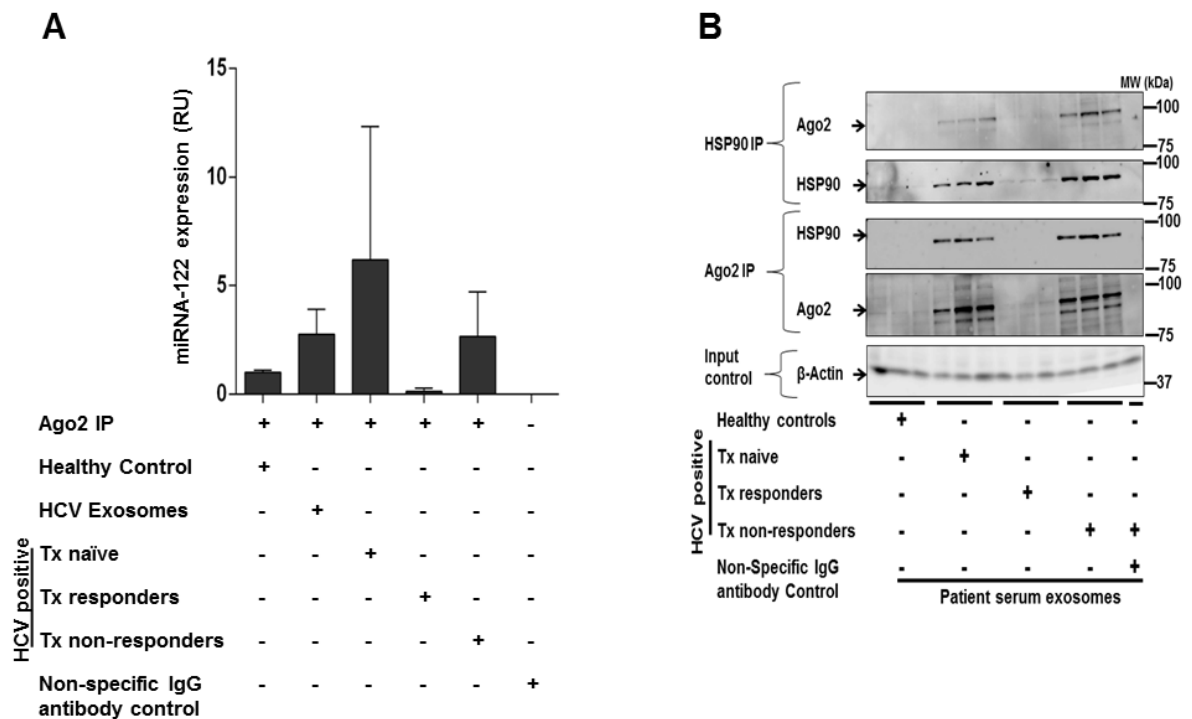 A
miRNA-122 expression (RU)
15
10
5
0
Ago2 IP + + + + + -
Healthy Control + - - - - -
HCV Exosomes - + - - - -
HCV positive
Tx naïve - - + - - -
Tx responders - - - + - -
Tx non-responders - - - - + -
Non-specific IgG
antibody control - - - - - +
B
MW (kDa)
HSP90 IP
Ago2
100
75
HSP90
100
75
Ago2 IP
HSP90
100
75
Ago2
100
75
Input
control
β-Actin
37
Healthy controls + - - - -
HCV positive
Tx naive - + - - -
Tx responders - - + - -
Tx non-responders - - - + +
Non-Specific IgG
antibody Control - - - - +
Patient serum exosomes